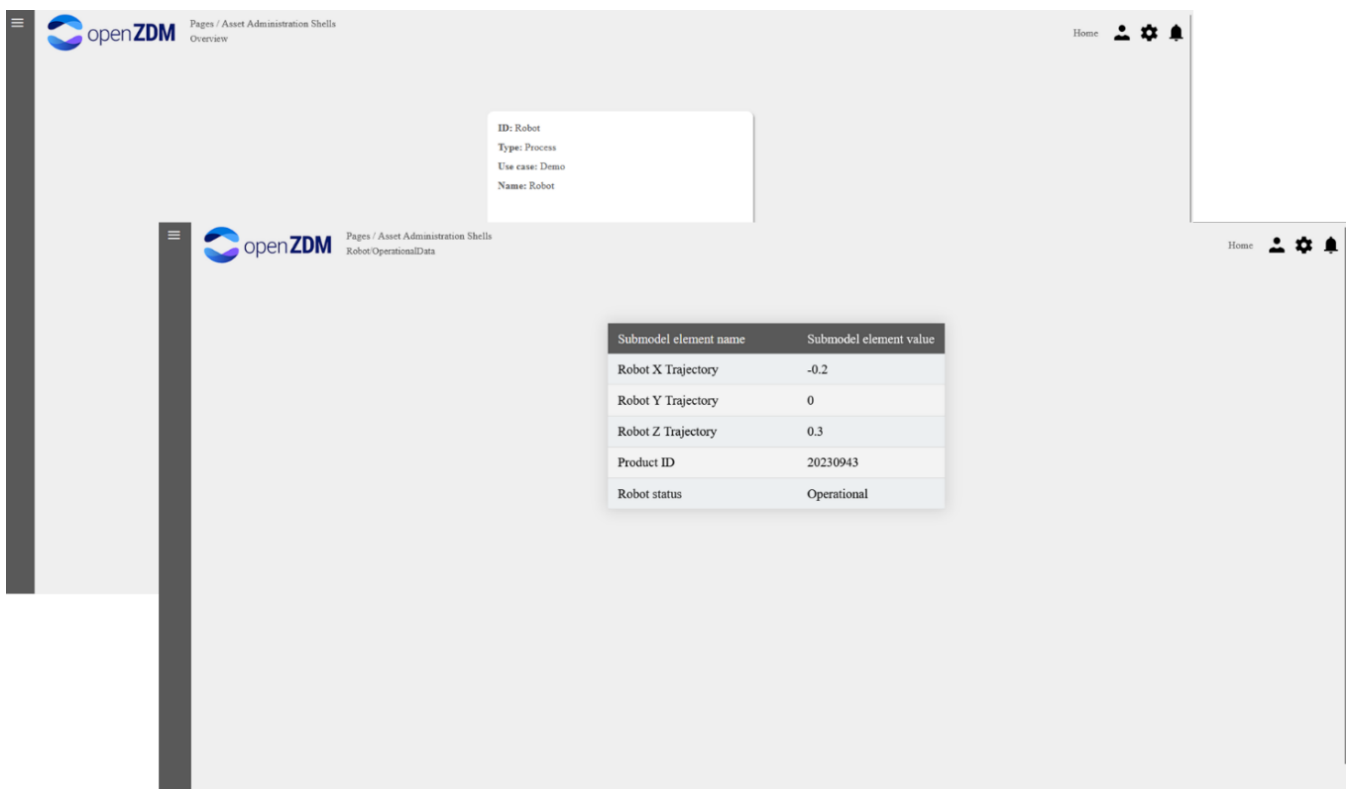 openZDM
Pages / Asset Administration Shells
Overview
Home
ID: Robot
Type: Process
Use case: Demo
Name: Robot
openZDM
Pages / Asset Administration Shells
Robot/OperationalData
Home
Submodel element name Submodel element value
Robot X Trajectory -0.2
Robot Y Trajectory 0
Robot Z Trajectory 0.3
Product ID 20230943
Robot status Operational